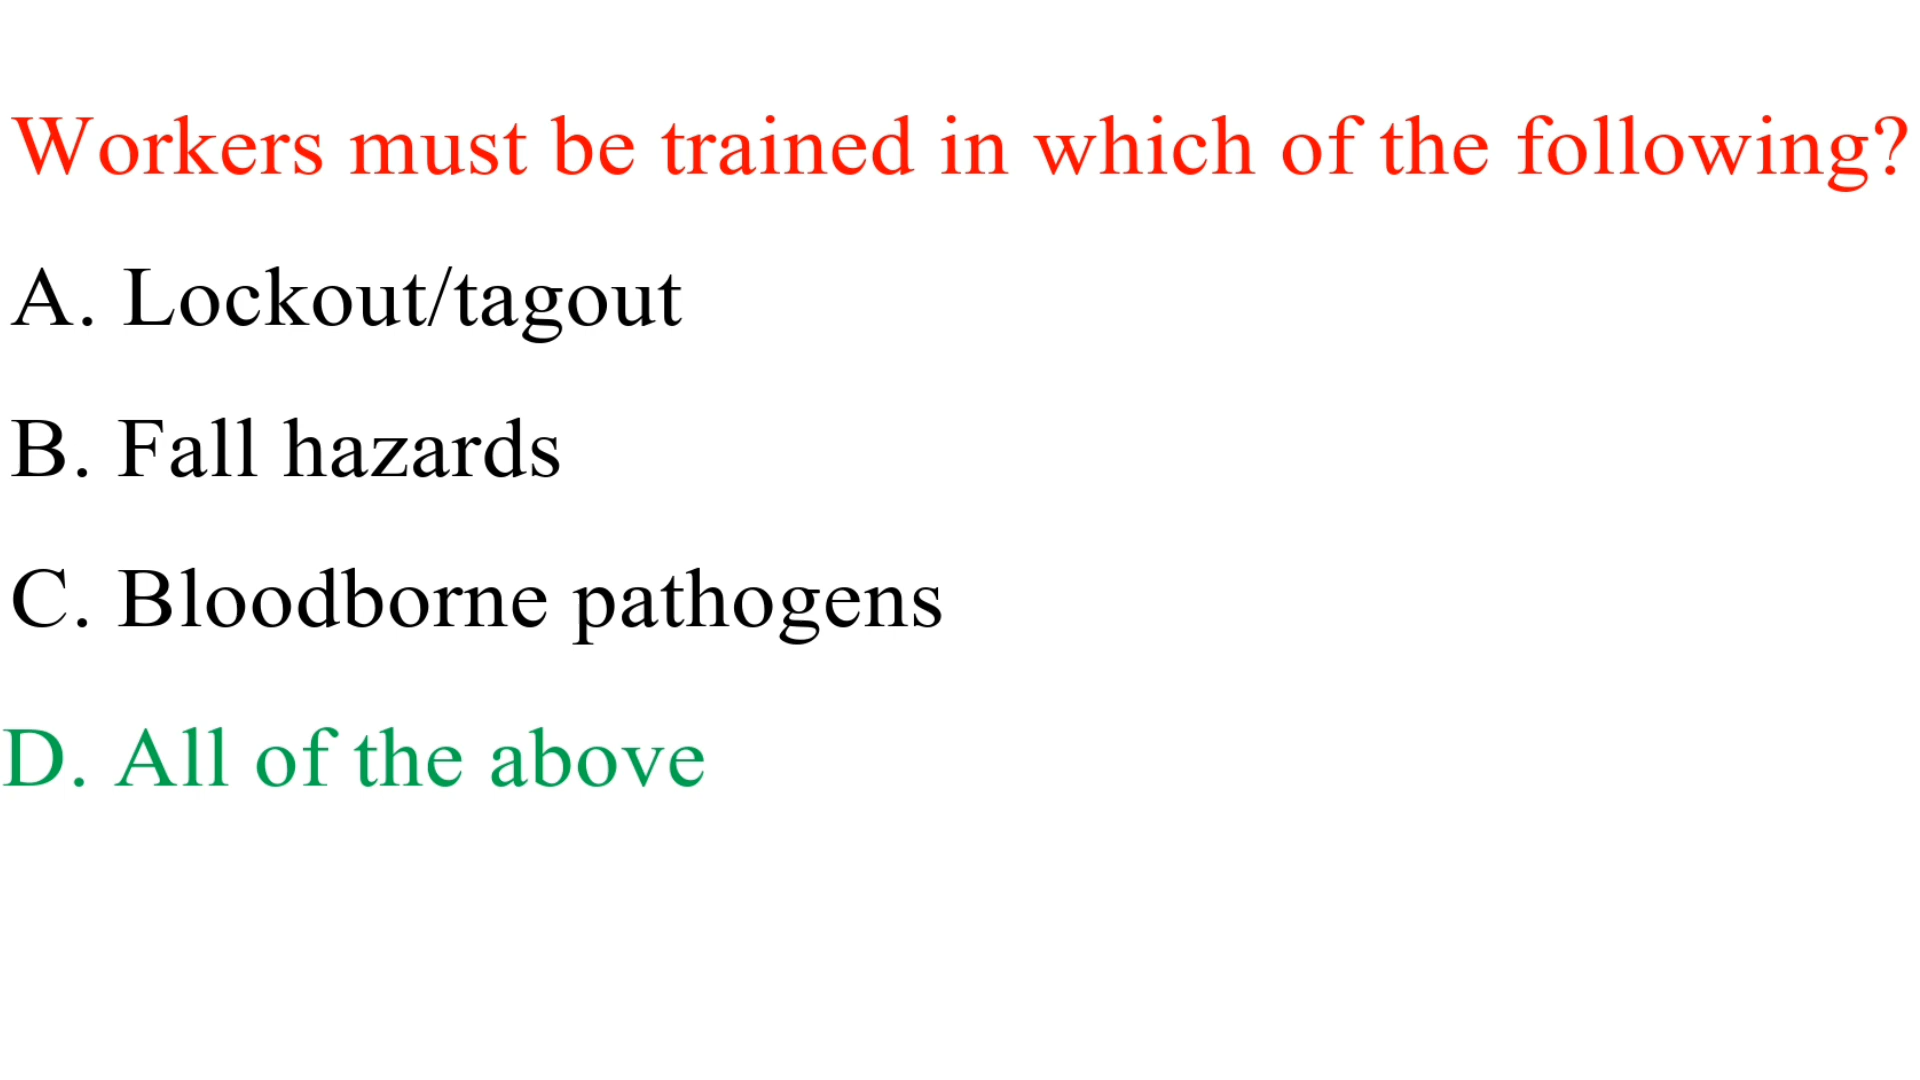 Workers must be trained in which of the following?
A. Lockout/tagout
B. Fall hazards
C. Bloodborne pathogens
D. All of the above